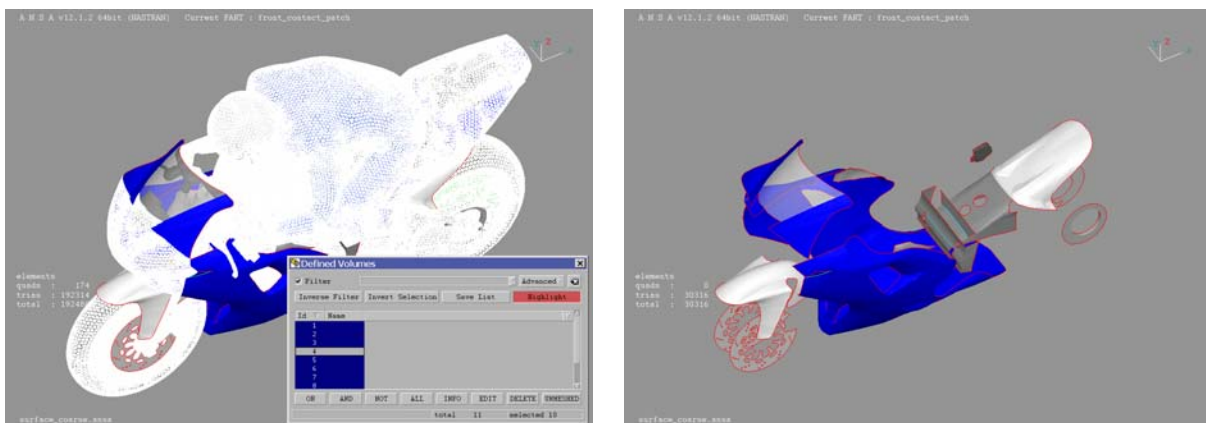 A N S A v12.1.2 64bit (NASTRAN) Current PART : front_contact_patch
Z
X
elements
quads : 174
trias : 192314
total :
Defined Volumes
Filter Advanced
Inverse Filter Invert Selection Save List Highlight
Id Name
1
2
3
4
5
6
7
8
OR AND NOT ALL INFO EDIT DELETE UNMESHED
total 11 selected 10
surface_coarse.ansa
A N S A v12.1.2 64bit (NASTRAN) Current PART : front_contact_patch
Z
X
elements
quads : 0
trias : 30316
total : 30316
surface_coarse.ansa